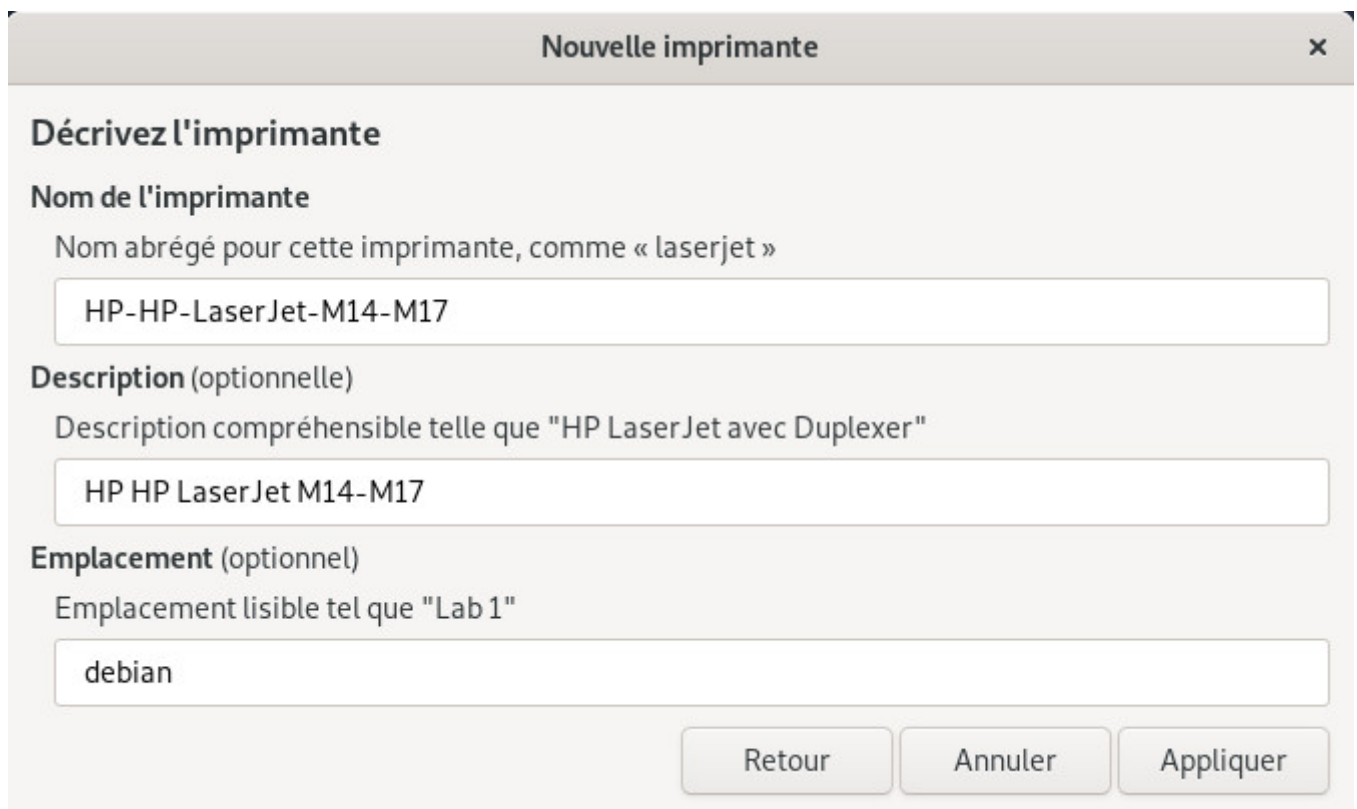 Nouvelle imprimante ×
Décrivez l'imprimante
Nom de l'imprimante
Nom abrégé pour cette imprimante, comme « laserjet »
HP-HP-LaserJet-M14-M17
Description (optionnelle)
Description compréhensible telle que "HP LaserJet avec Duplexer"
HP HP LaserJet M14-M17
Emplacement (optionnel)
Emplacement lisible tel que "Lab 1"
debian
Retour Annuler Appliquer